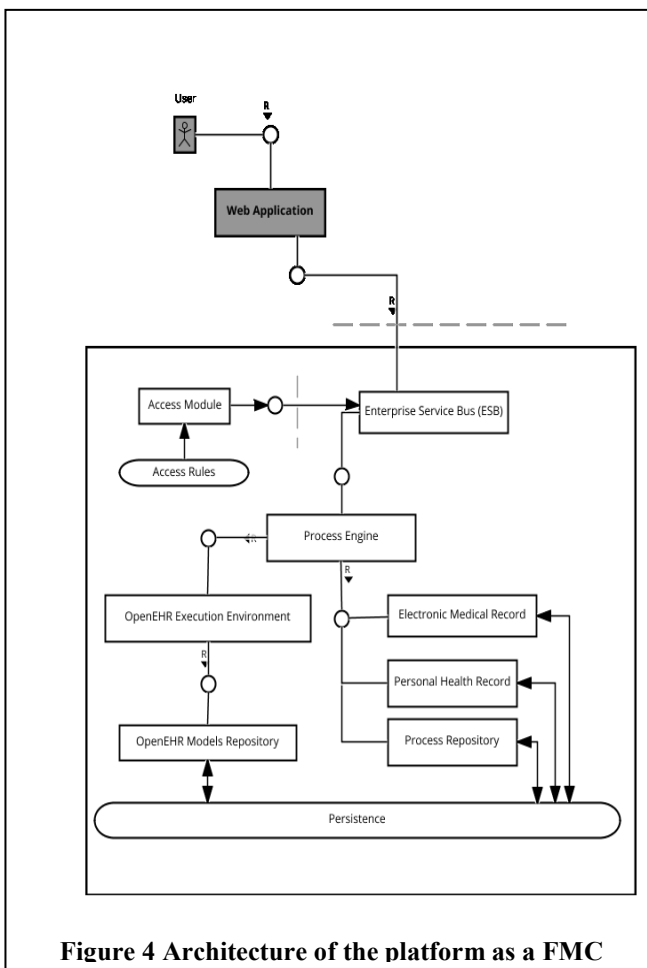 User
R
Web Application
R
Access Module
Enterprise Service Bus (ESB)
Access Rules
Process Engine
R
R
OpenEHR Execution Environment
Electronic Medical Record
R
Personal Health Record
OpenEHR Models Repository
Process Repository
Persistence
Figure 4 Architecture of the platform as a FMC